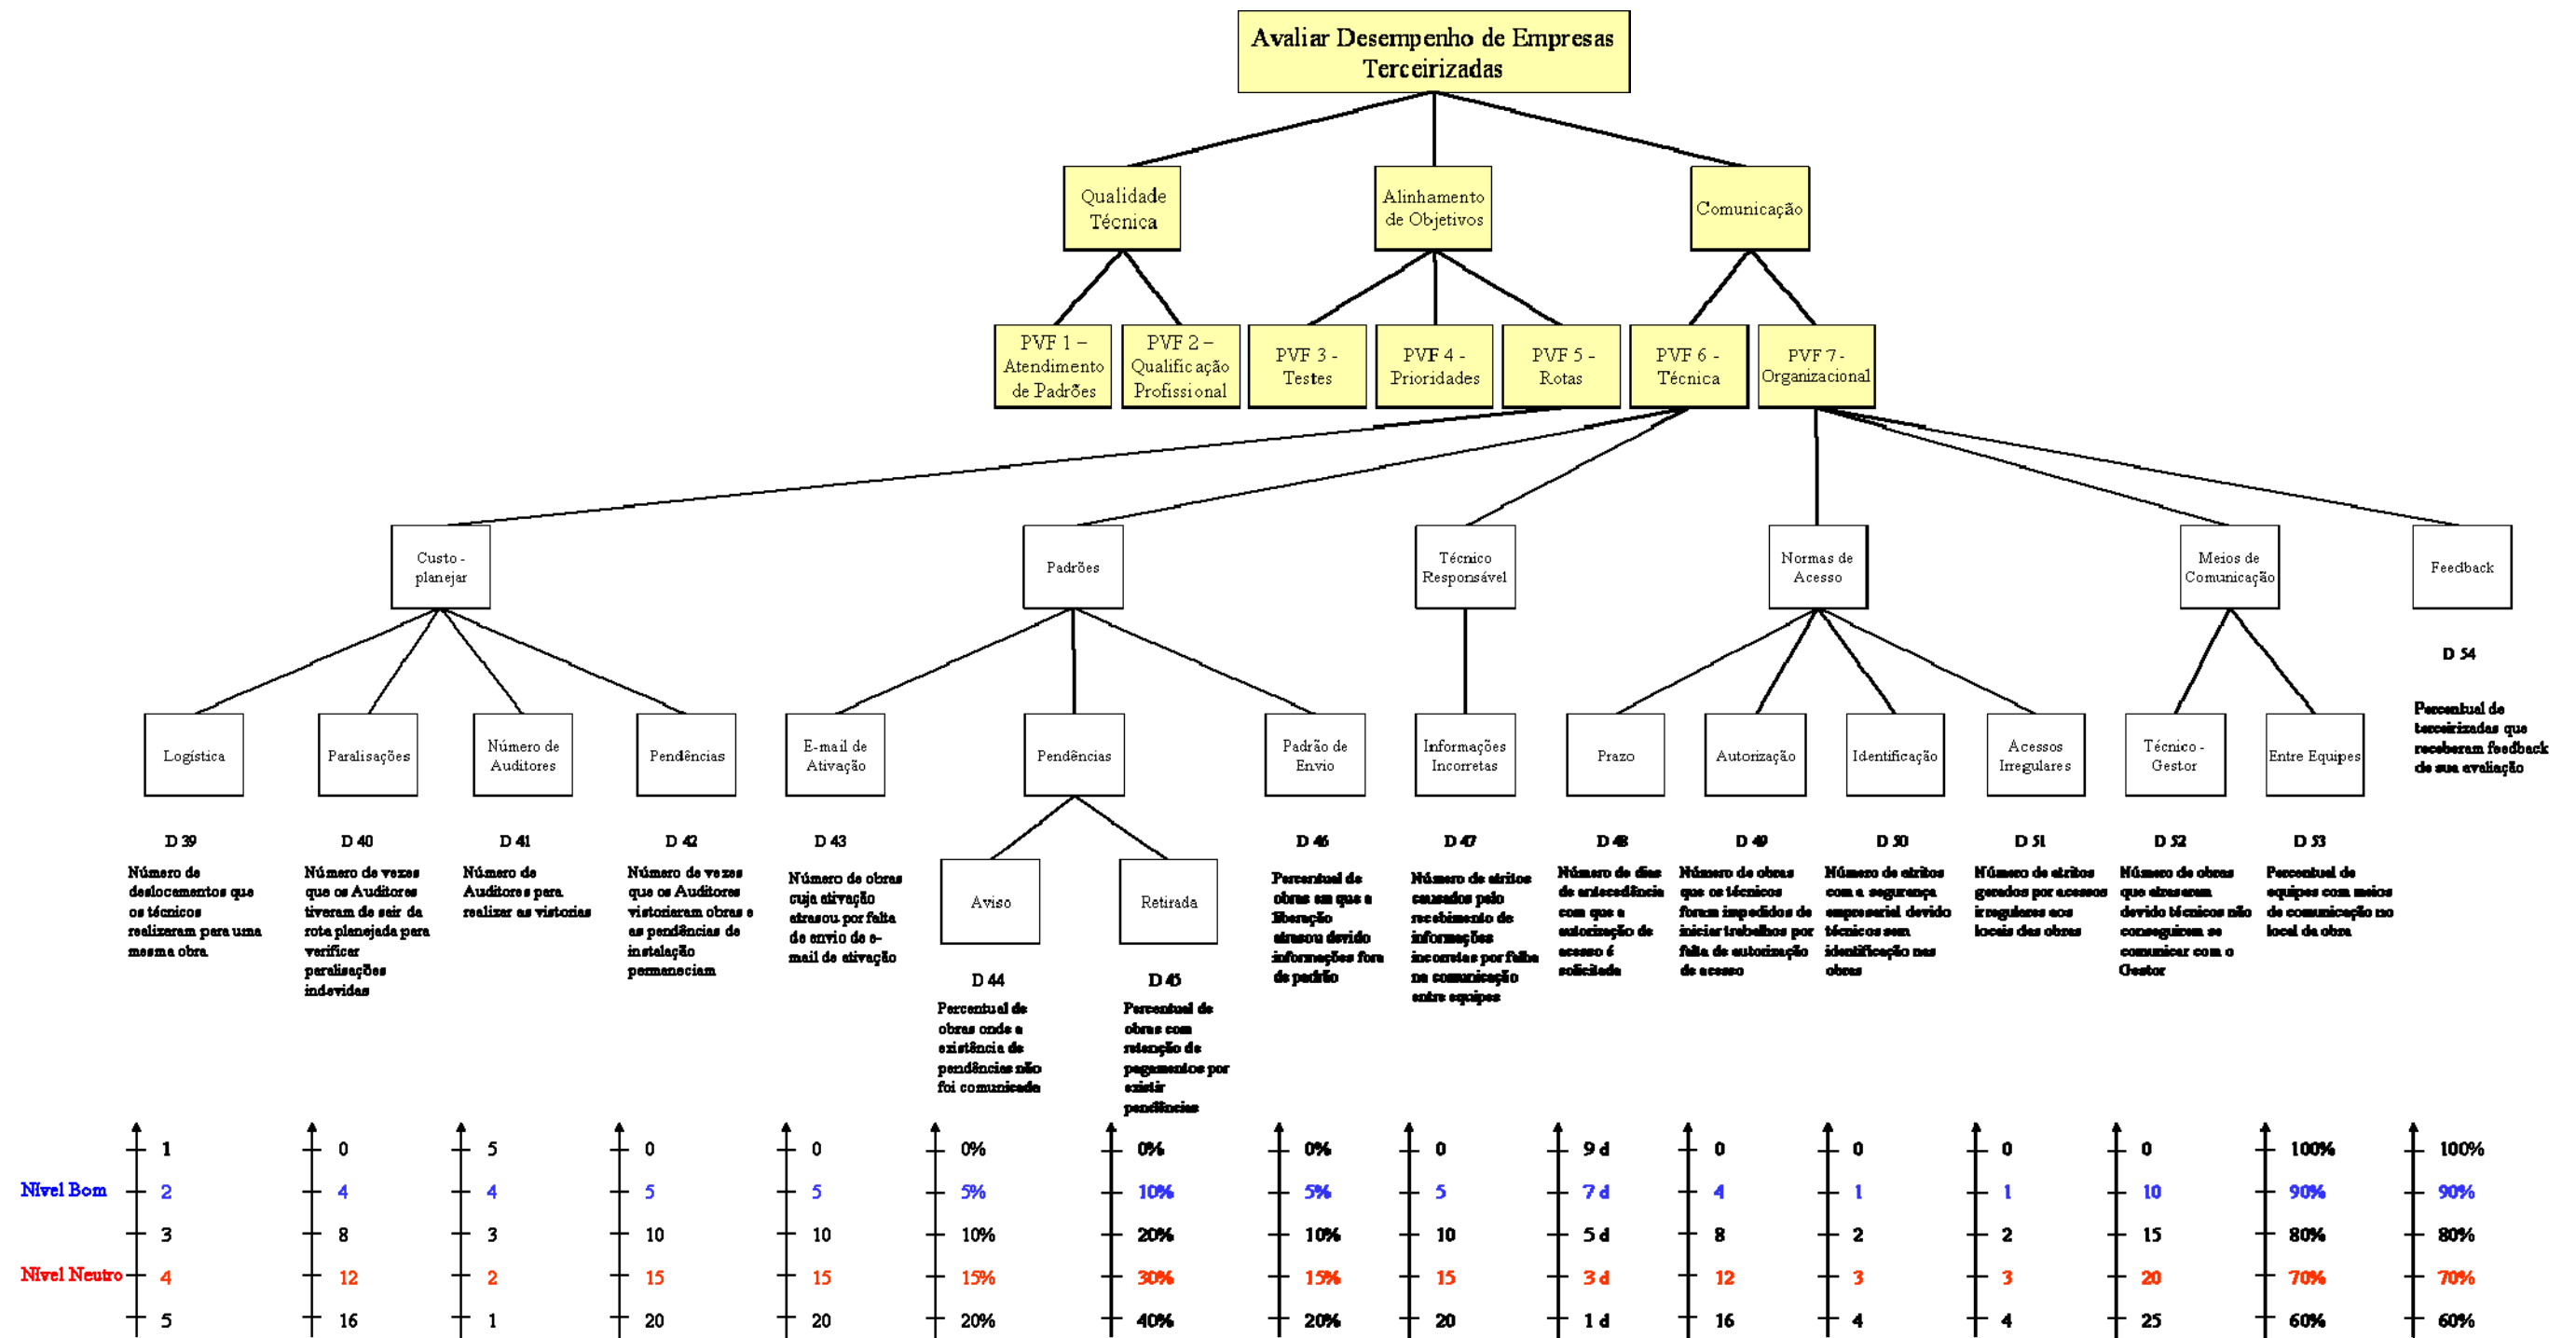 Avaliar Desempenho de Empresas
Terceirizadas
Qualidade
Técnica
Alinhamento
de Objetivos
Comunicação
PVF 1 –
Atendimento
de Padrões
PVF 2 –
Qualificação
Profissional
PVF 3 -
Testes
PVF 4 -
Prioridades
PVF 5 -
Rotas
PVF 6 -
Técnica
PVF 7 -
Organizacional
Custo -
planejar
Padrões
Técnico
Responsável
Normas de
Acesso
Meios de
Comunicação
Feedback
Logística
Paralisações
Número de
Auditores
Pendências
E-mail de
Ativação
Pendências
Padrão de
Envio
Informações
Incorretas
Prazo
Autorização
Identificação
Acessos
Irregulares
Técnico -
Gestor
Entre Equipes
D 54
Percentual de
terceirizadas que
receberam feedback
de sua avaliação
Aviso
Retirada
D 39
Número de
deslocamentos que
os técnicos
realizaram para uma
mesma obra
D 40
Número de vezes
que os Auditores
tiveram de sair da
rota planejada para
verificar
paralisações
indevidas
D 41
Número de
Auditores para
realizar as vistorias
D 42
Número de vezes
que os Auditores
vistoriaram obras e
as pendências de
instalação
permaneciam
D 43
Número de obras
cuja ativação
atrasou por falta
de envio de e-
mail de ativação
D 44
Percentual de
obras onde a
existência de
pendências não
foi comunicada
D 45
Percentual de
obras com
retenção de
pagamentos por
existir
pendências
D 46
Percentual de
obras em que a
liberação
atrasou devido
informações fora
de padrão
D 47
Número de atritos
causados pelo
recebimento de
informações
incorretas por falha
na comunicação
entre equipes
D 48
Número de dias
de antecedência
com que a
autorização de
acesso é
solicitada
D 49
Número de obras
que os técnicos
foram impedidos de
iniciar trabalhos por
falta de autorização
de acesso
D 50
Número de atritos
com a segurança
empresarial devido
técnicos sem
identificação nas
obras
D 51
Número de atritos
gerados por acessos
irregulares aos
locais das obras
D 52
Número de obras
que atrasaram
devido técnicos não
conseguirem se
comunicar com o
Gestor
D 53
Percentual de
equipes com meios
de comunicação no
local da obra
1 0 5 0 0 0% 0% 0% 0 9 d 0 0 0 0 100% 100%
Nível Bom 2 4 4 5 5 5% 10% 5% 5 7 d 4 1 1 10 90% 90%
3 8 3 10 10 10% 20% 10% 10 5 d 8 2 2 15 80% 80%
Nível Neutro 4 12 2 15 15 15% 30% 15% 15 3 d 12 3 3 20 70% 70%
5 16 1 20 20 20% 40% 20% 20 1 d 16 4 4 25 60% 60%